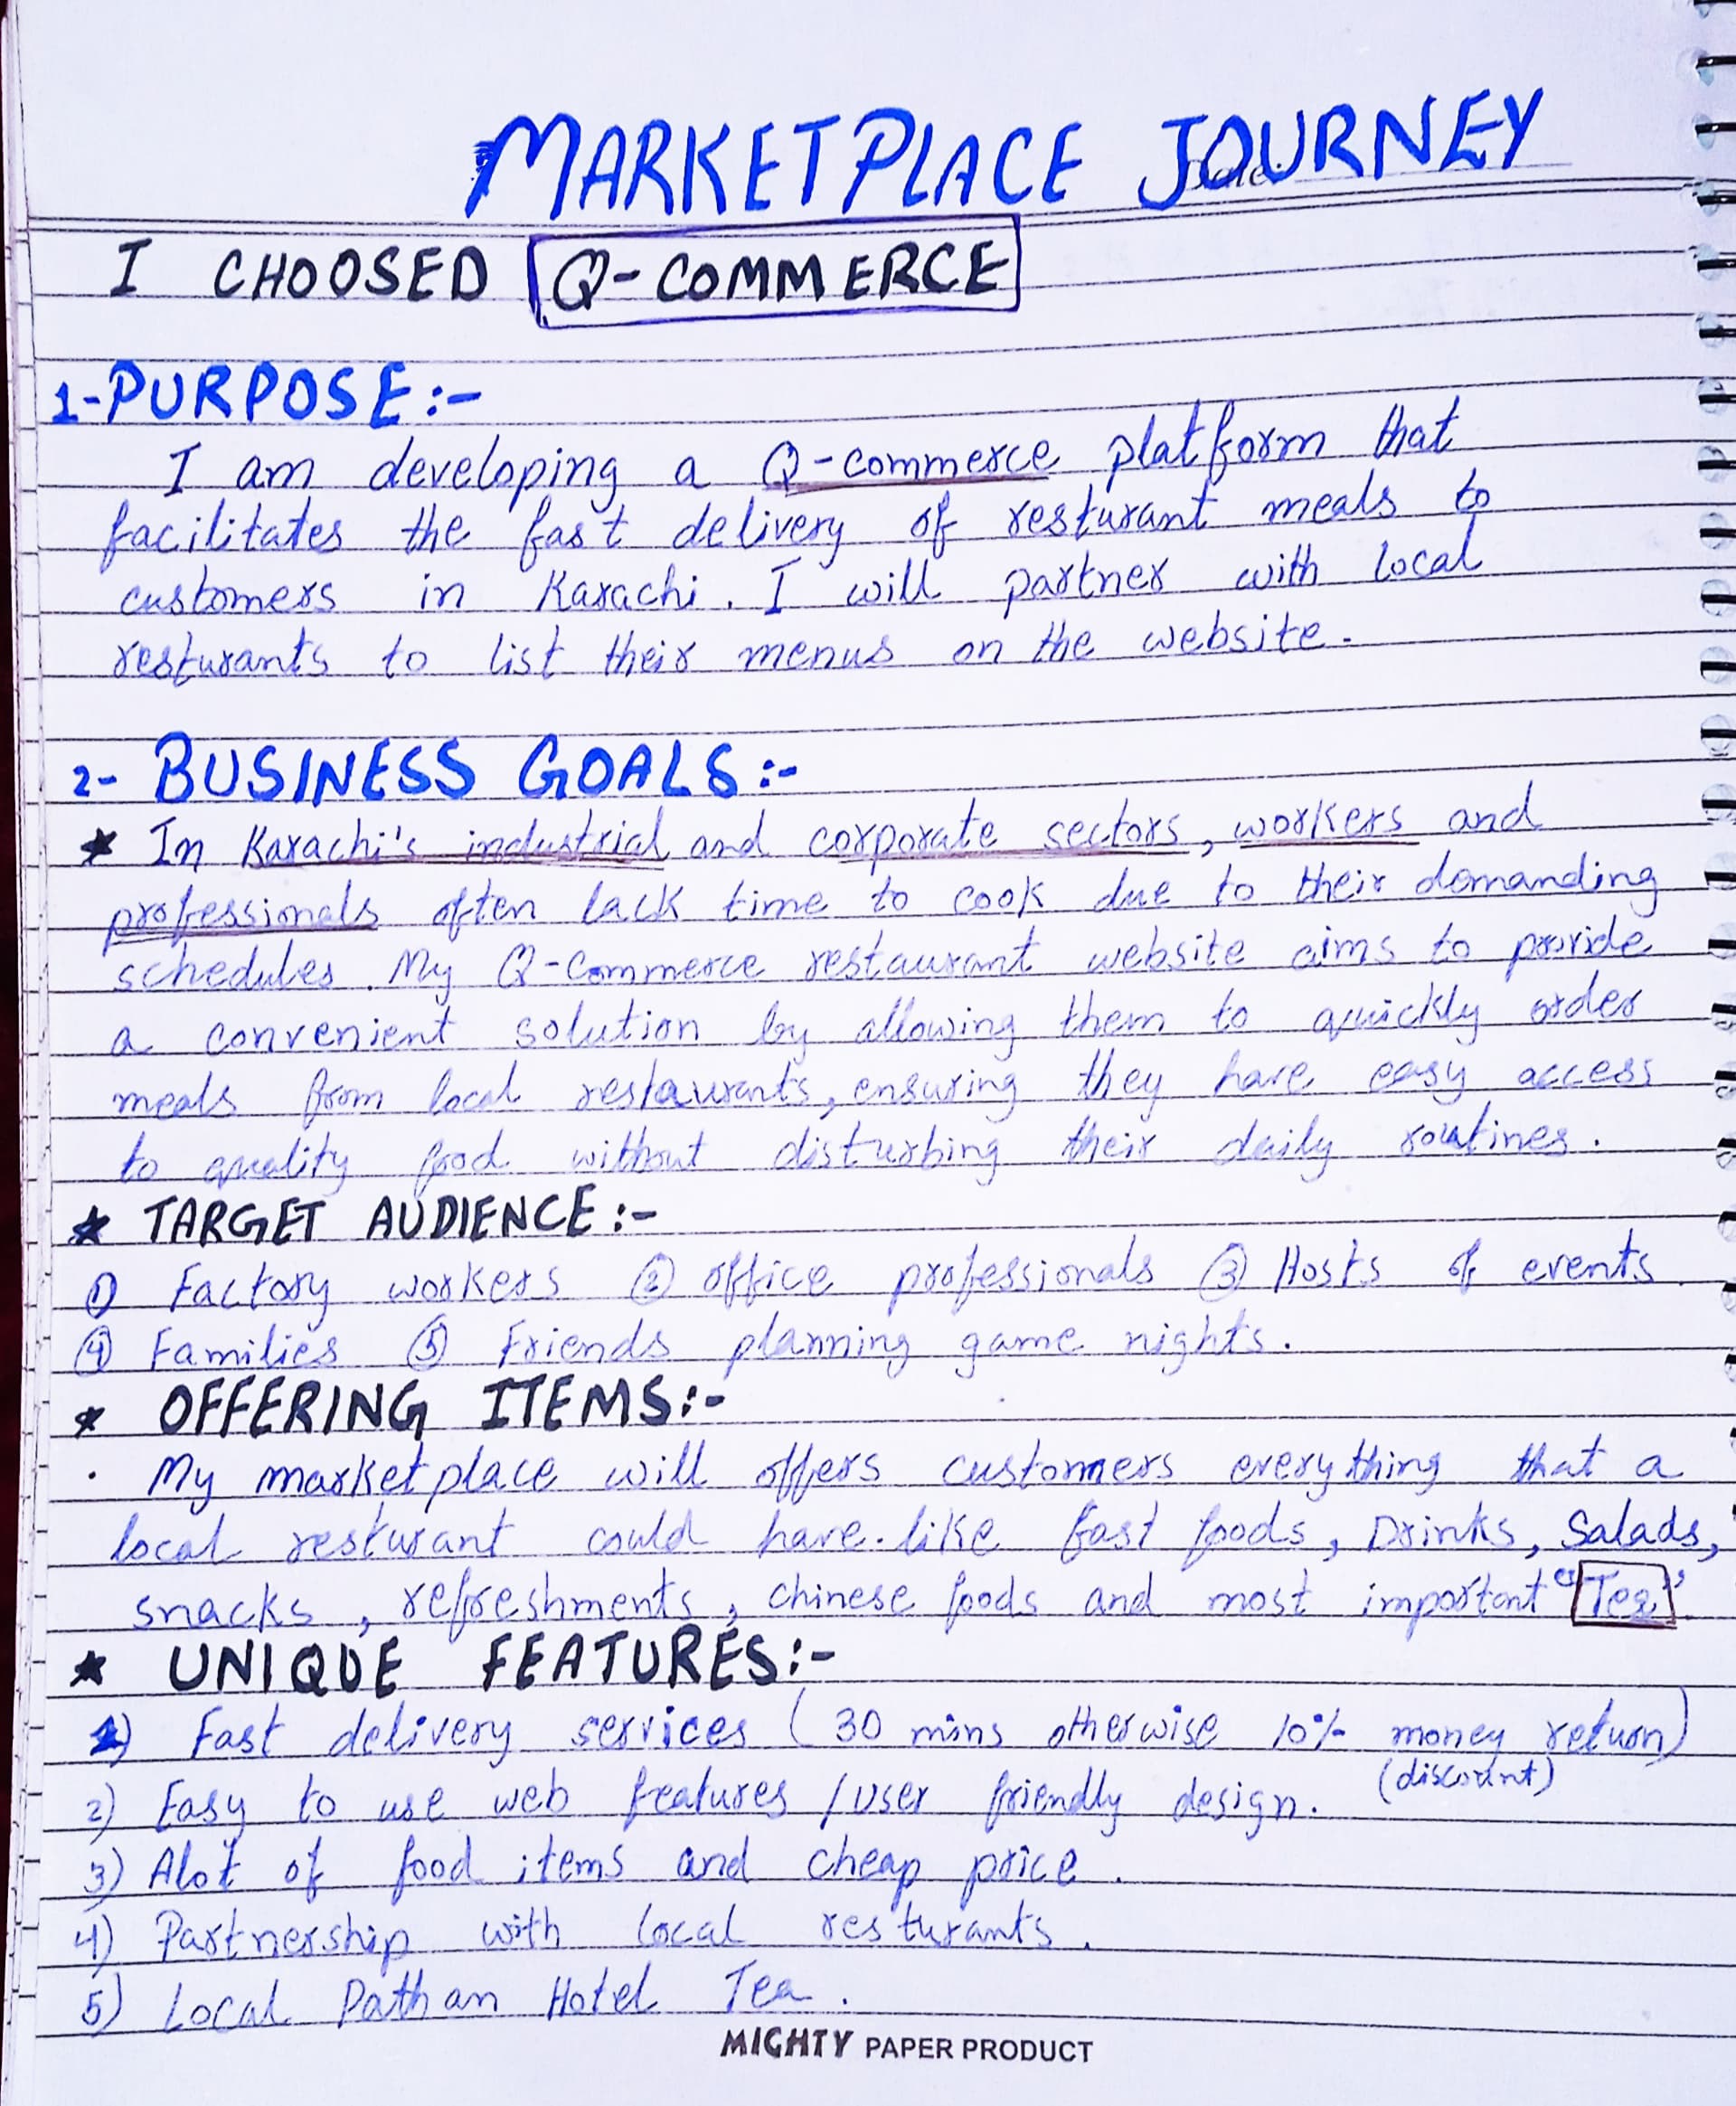 MARKETPLACE JOURNEY
I CHOOSED Q-COMMERCE
1-PURPOSE:-
I am developing a Q-commerce platform that
facilitates the fast delivery of resturant meals to
customers in Karachi. I will partner with local
resturants to list their menus on the website.
2- BUSINESS GOALS:-
★ In Karachi's industrial and corporate sectors, workers and
professionals often lack time to cook due to their demanding
schedules. My Q-Commerce restaurant website aims to provide
a convenient solution by allowing them to quickly order
meals from local restaurants, ensuring they have easy access
to quality food without disturbing their daily routines.
★ TARGET AUDIENCE:-
① Factory workers ② office professionals ③ Hosts of events
④ Families ⑤ Friends planning game nights.
★ OFFERING ITEMS:-
· My marketplace will offers customers everything that a
local resturant could have. like fast foods, Drinks, Salads,
snacks, refreshments, chinese foods and most important "Tea"
★ UNIQUE FEATURES:-
1) Fast delivery services (30 mins otherwise 10% money return)
(discount)
2) Easy to use web features /user friendly design.
3) Alot of food items and cheap price.
4) Partnership with local resturants.
5) Local Pathan Hotel Tea.
MIGHTY PAPER PRODUCT